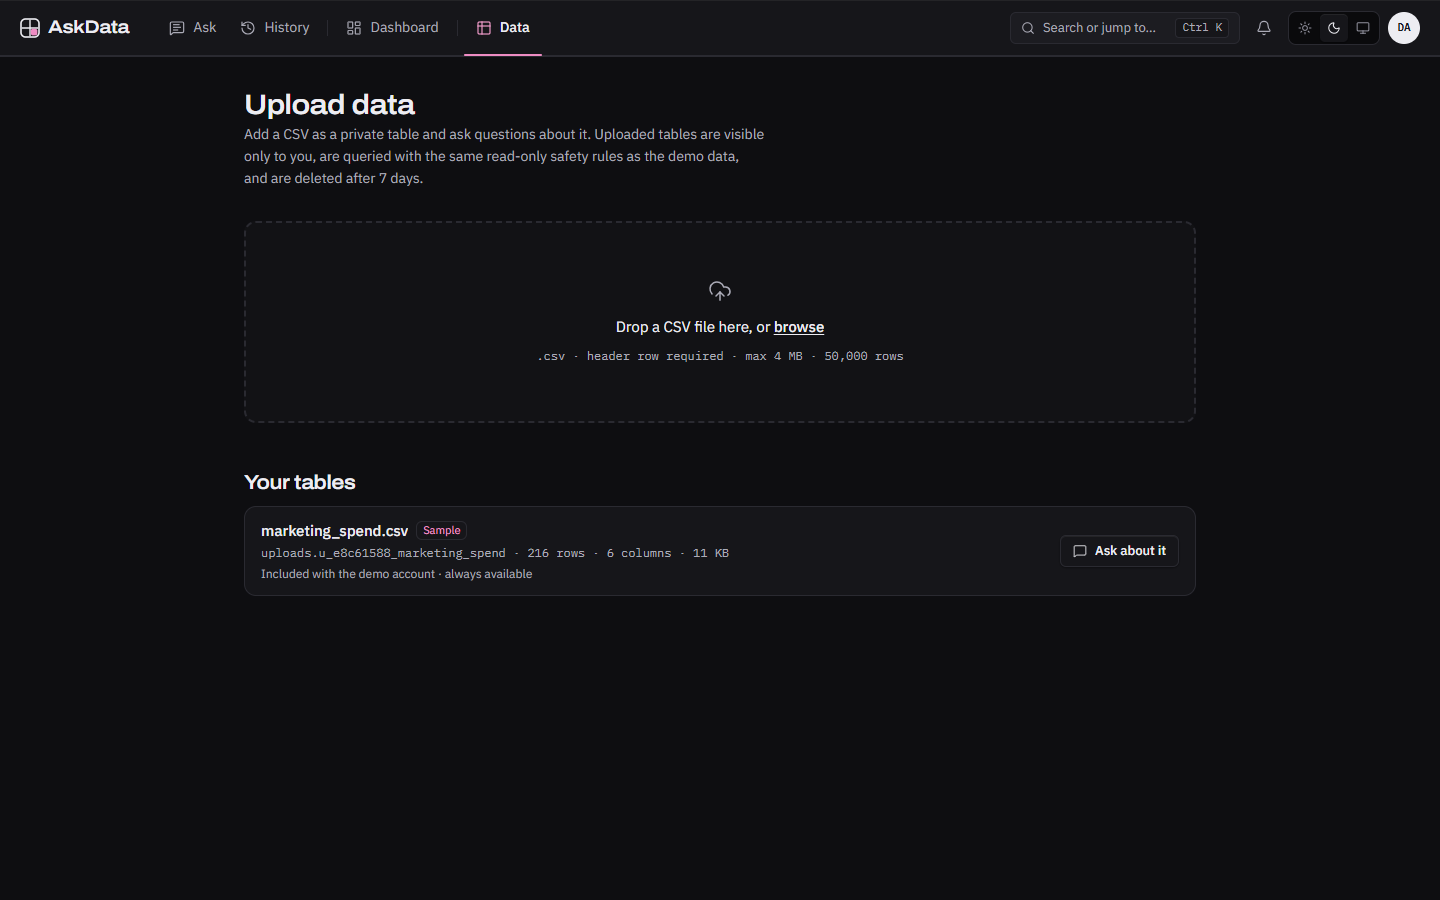 AskData
Ask
History
Dashboard
Data
Search or jump to...
Ctrl K
DA
Upload data
Add a CSV as a private table and ask questions about it. Uploaded tables are visible
only to you, are queried with the same read-only safety rules as the demo data,
and are deleted after 7 days.
Drop a CSV file here, or browse
.csv · header row required · max 4 MB · 50,000 rows
Your tables
marketing_spend.csv Sample
uploads.u_e8c61588_marketing_spend · 216 rows · 6 columns · 11 KB
Included with the demo account · always available
Ask about it